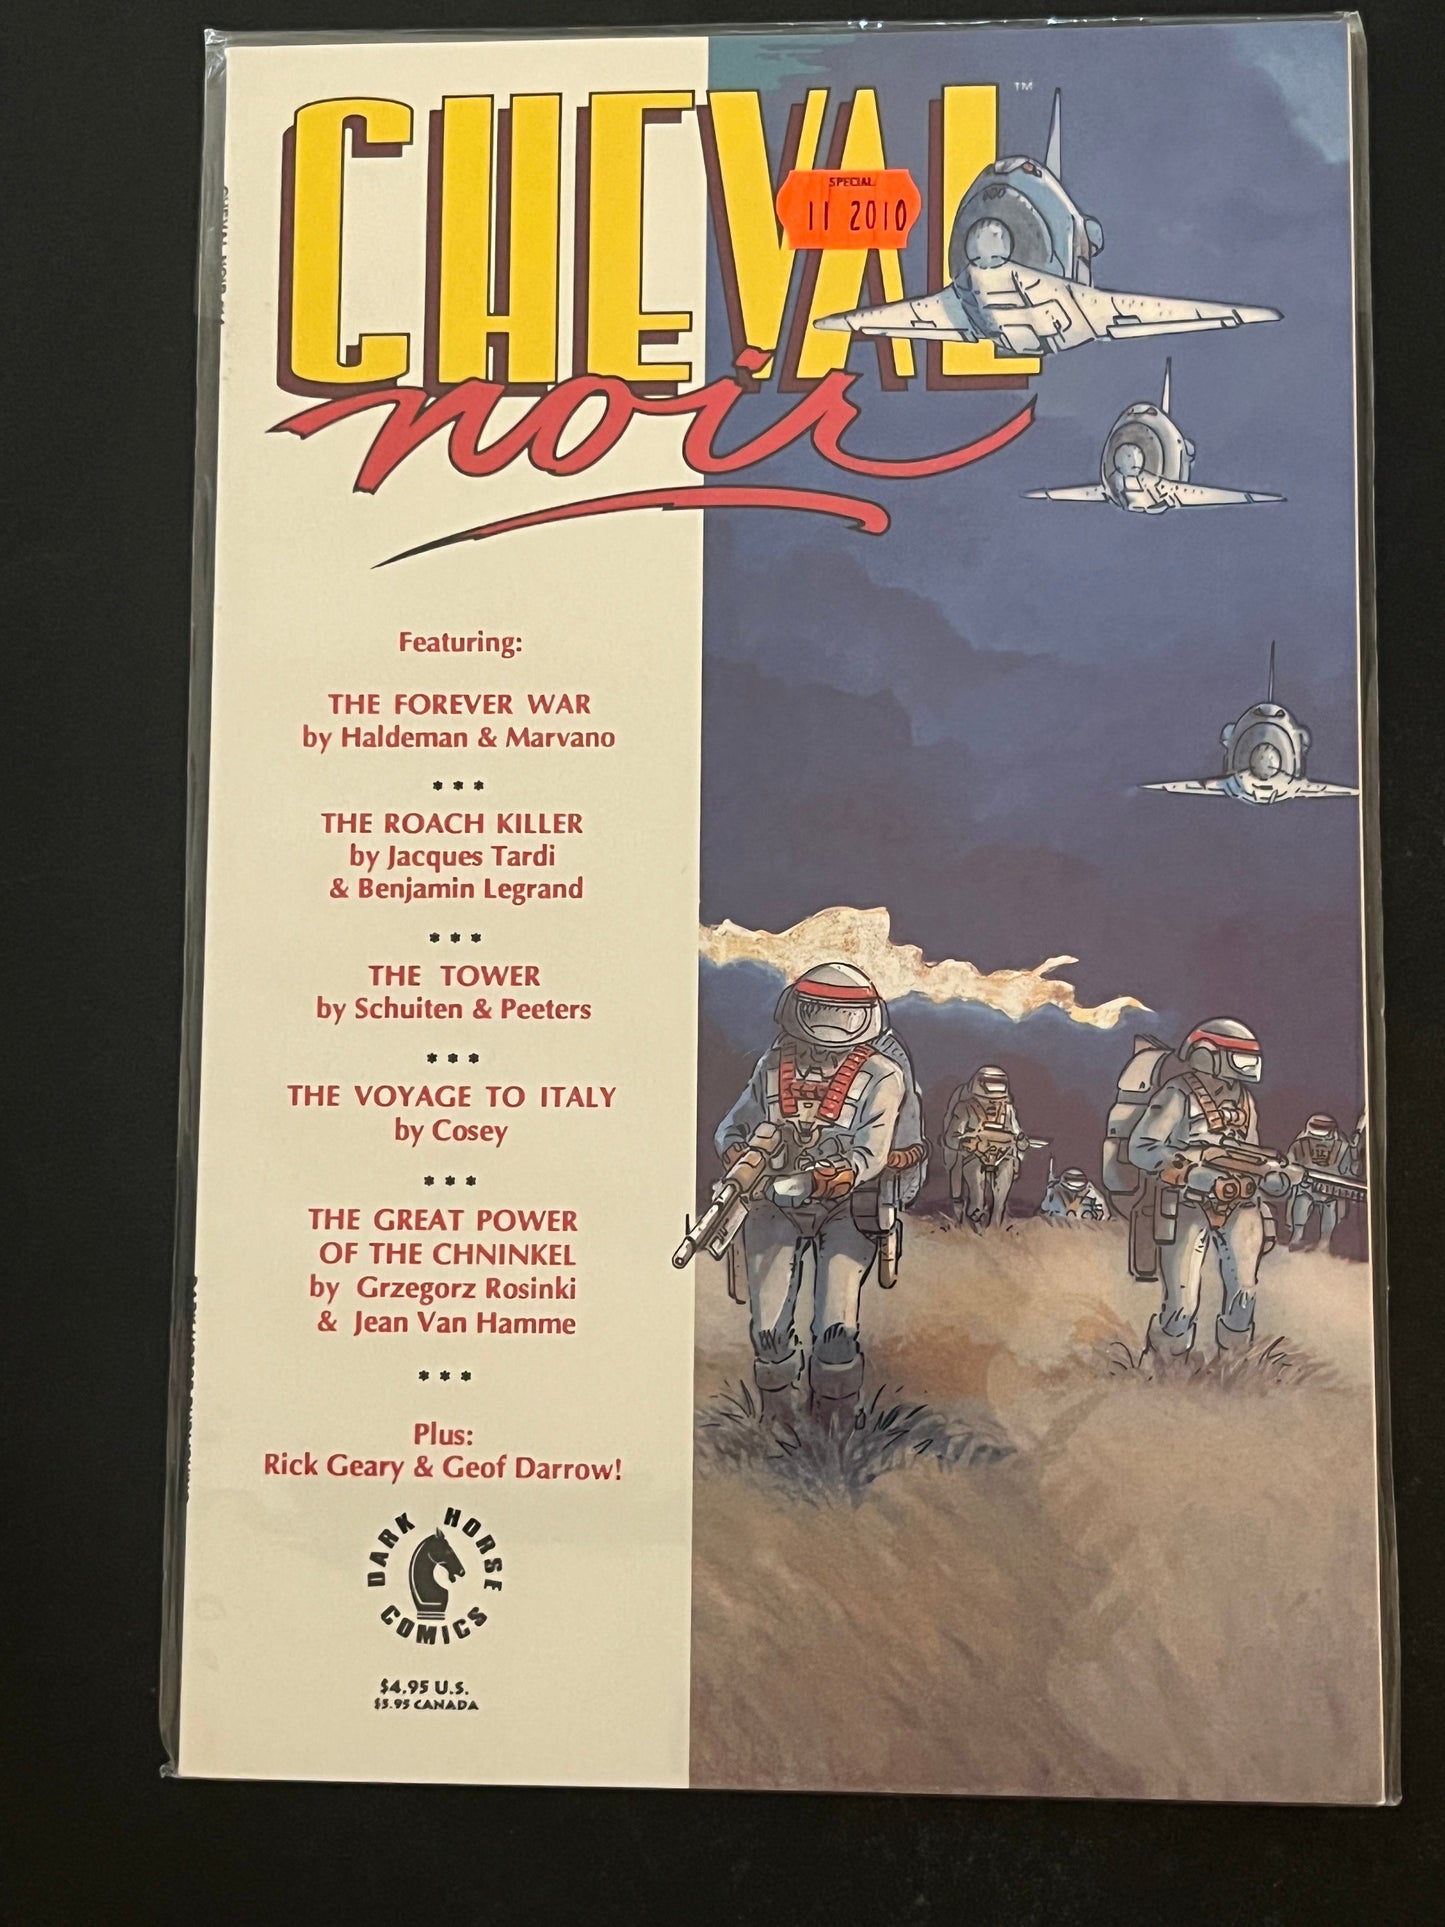 CHEVAL™
noir
SPECIAL
11 2010
Featuring:
THE FOREVER WAR
by Haldeman & Marvano
* * *
THE ROACH KILLER
by Jacques Tardi
& Benjamin Legrand
* * *
THE TOWER
by Schuiten & Peeters
* * *
THE VOYAGE TO ITALY
by Cosey
* * *
THE GREAT POWER
OF THE CHNINKEL
by Grzegorz Rosinki
& Jean Van Hamme
* * *
Plus:
Rick Geary & Geof Darrow!
DARK HORSE
COMICS
$4.95 U.S.
$5.95 CANADA